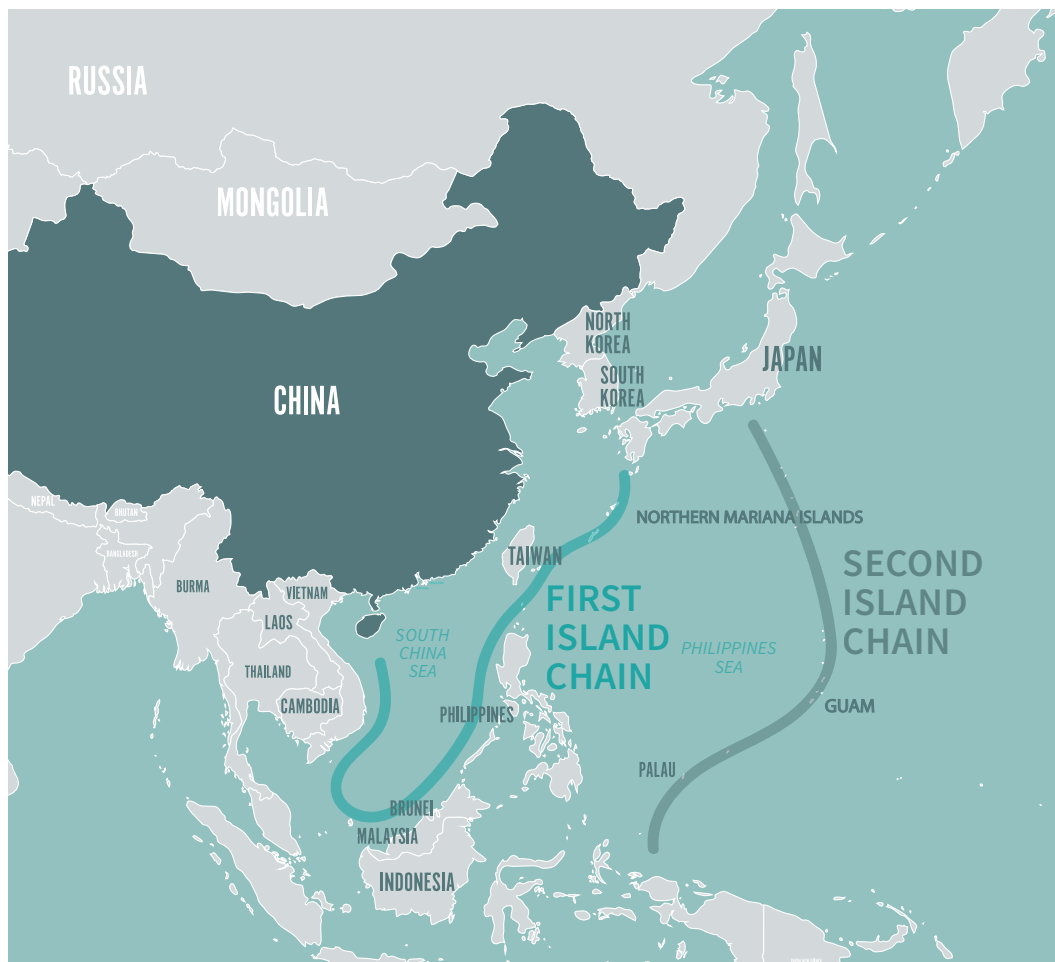 RUSSIA
MONGOLIA
NORTH
KOREA
JAPAN
SOUTH
KOREA
CHINA
NEPAL
BHUTAN
NORTHERN MARIANA ISLANDS
BANGLADESH
TAIWAN
BURMA
VIETNAM
SECOND
ISLAND
CHAIN
FIRST
ISLAND
CHAIN
LAOS
SOUTH
CHINA
SEA
PHILIPPINES
SEA
THAILAND
CAMBODIA
PHILIPPINES
GUAM
PALAU
BRUNEI
MALAYSIA
INDONESIA